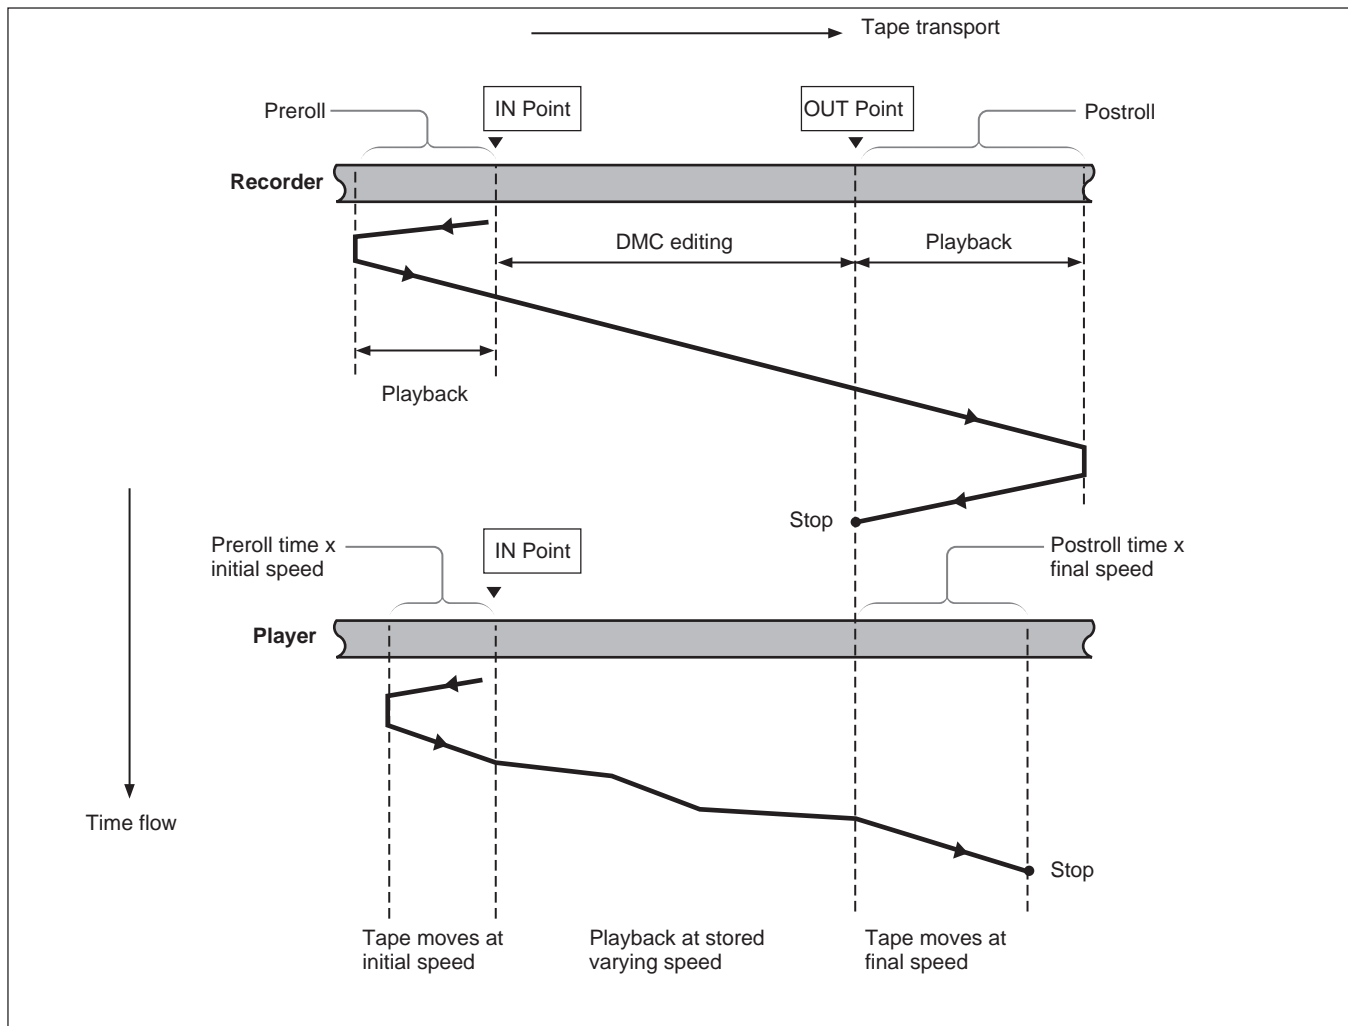 Tape transport
Preroll
IN Point
OUT Point
Postroll
Recorder
DMC editing
Playback
Playback
Stop
Preroll time x
initial speed
IN Point
Postroll time x
final speed
Player
Time flow
Stop
Tape moves at
initial speed
Playback at stored
varying speed
Tape moves at
final speed